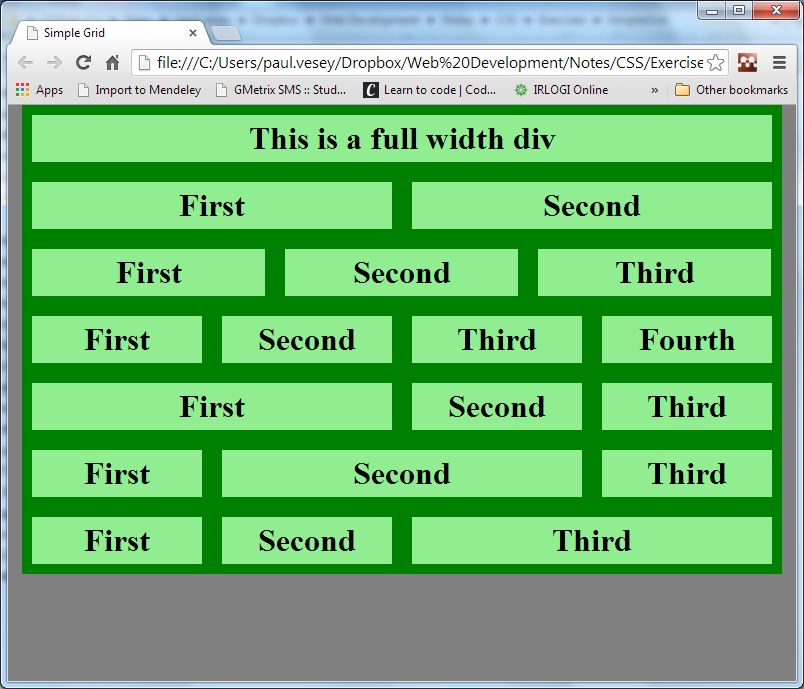 Simple Grid
file:///C:/Users/paul.vesey/Dropbox/Web%20Development/Notes/CSS/Exercise
Apps Import to Mendeley GMetrix SMS :: Stud... Learn to code | Cod... IRLOGI Online » Other bookmarks
This is a full width div
First Second
First Second Third
First Second Third Fourth
First Second Third
First Second Third
First Second Third